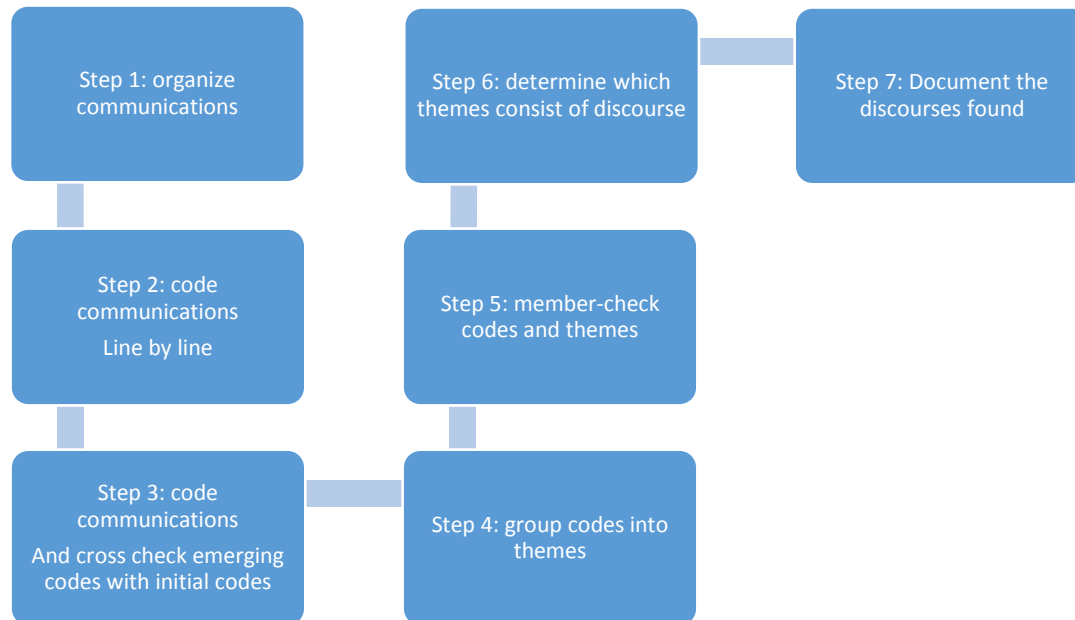 Step 1: organize
communications
Step 2: code
communications
Line by line
Step 3: code
communications
And cross check emerging
codes with initial codes
Step 4: group codes into
themes
Step 5: member-check
codes and themes
Step 6: determine which
themes consist of discourse
Step 7: Document the
discourses found